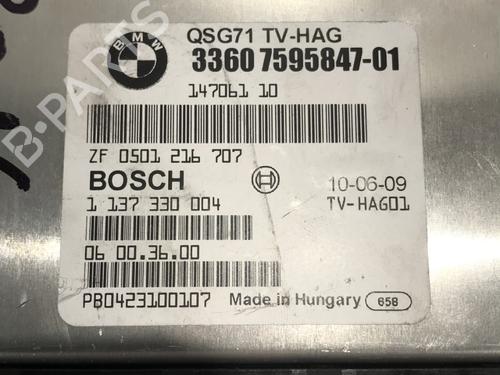 BMW
QSG71 TV-HAG
3360 7595847-01
147061 10
ZF 0501 216 707
BOSCH
10-06-09
1 137 330 004
TV-HAG01
06 00.36.00
PB0423100107
Made in Hungary 658
B-PARTS